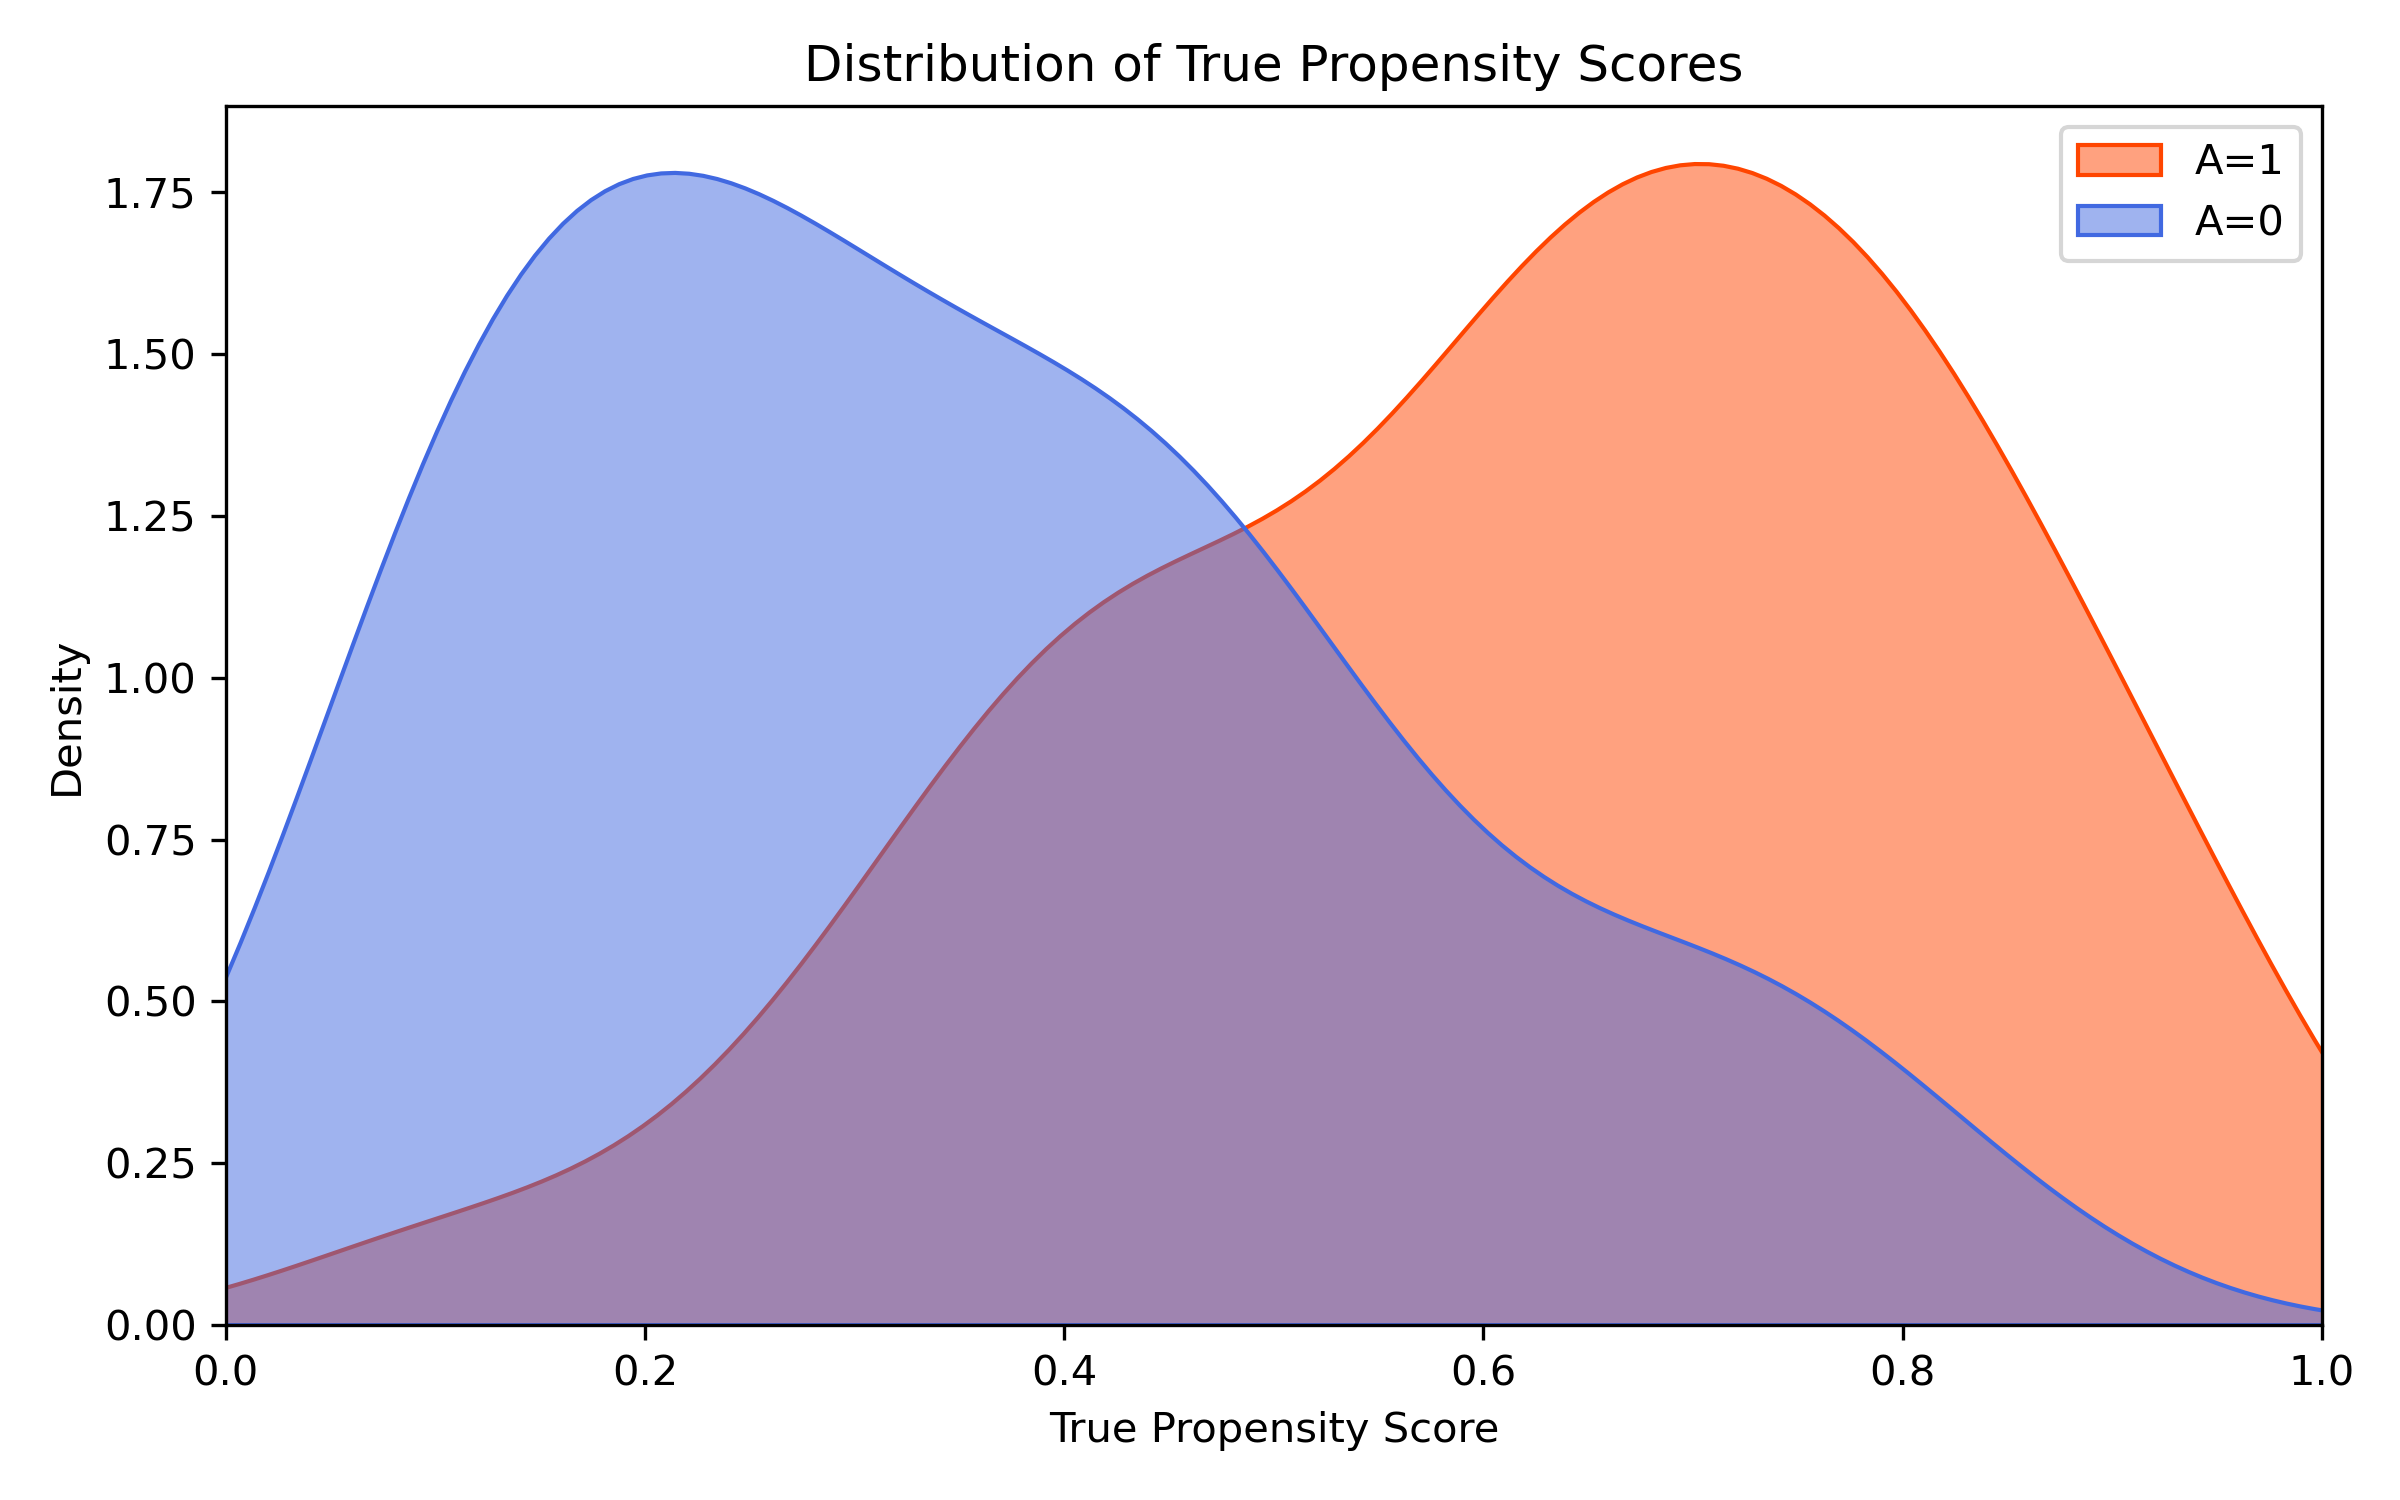 Distribution of True Propensity Scores
A=1
A=0
Density
1.75
1.50
1.25
1.00
0.75
0.50
0.25
0.00
0.0 0.2 0.4 0.6 0.8 1.0
True Propensity Score